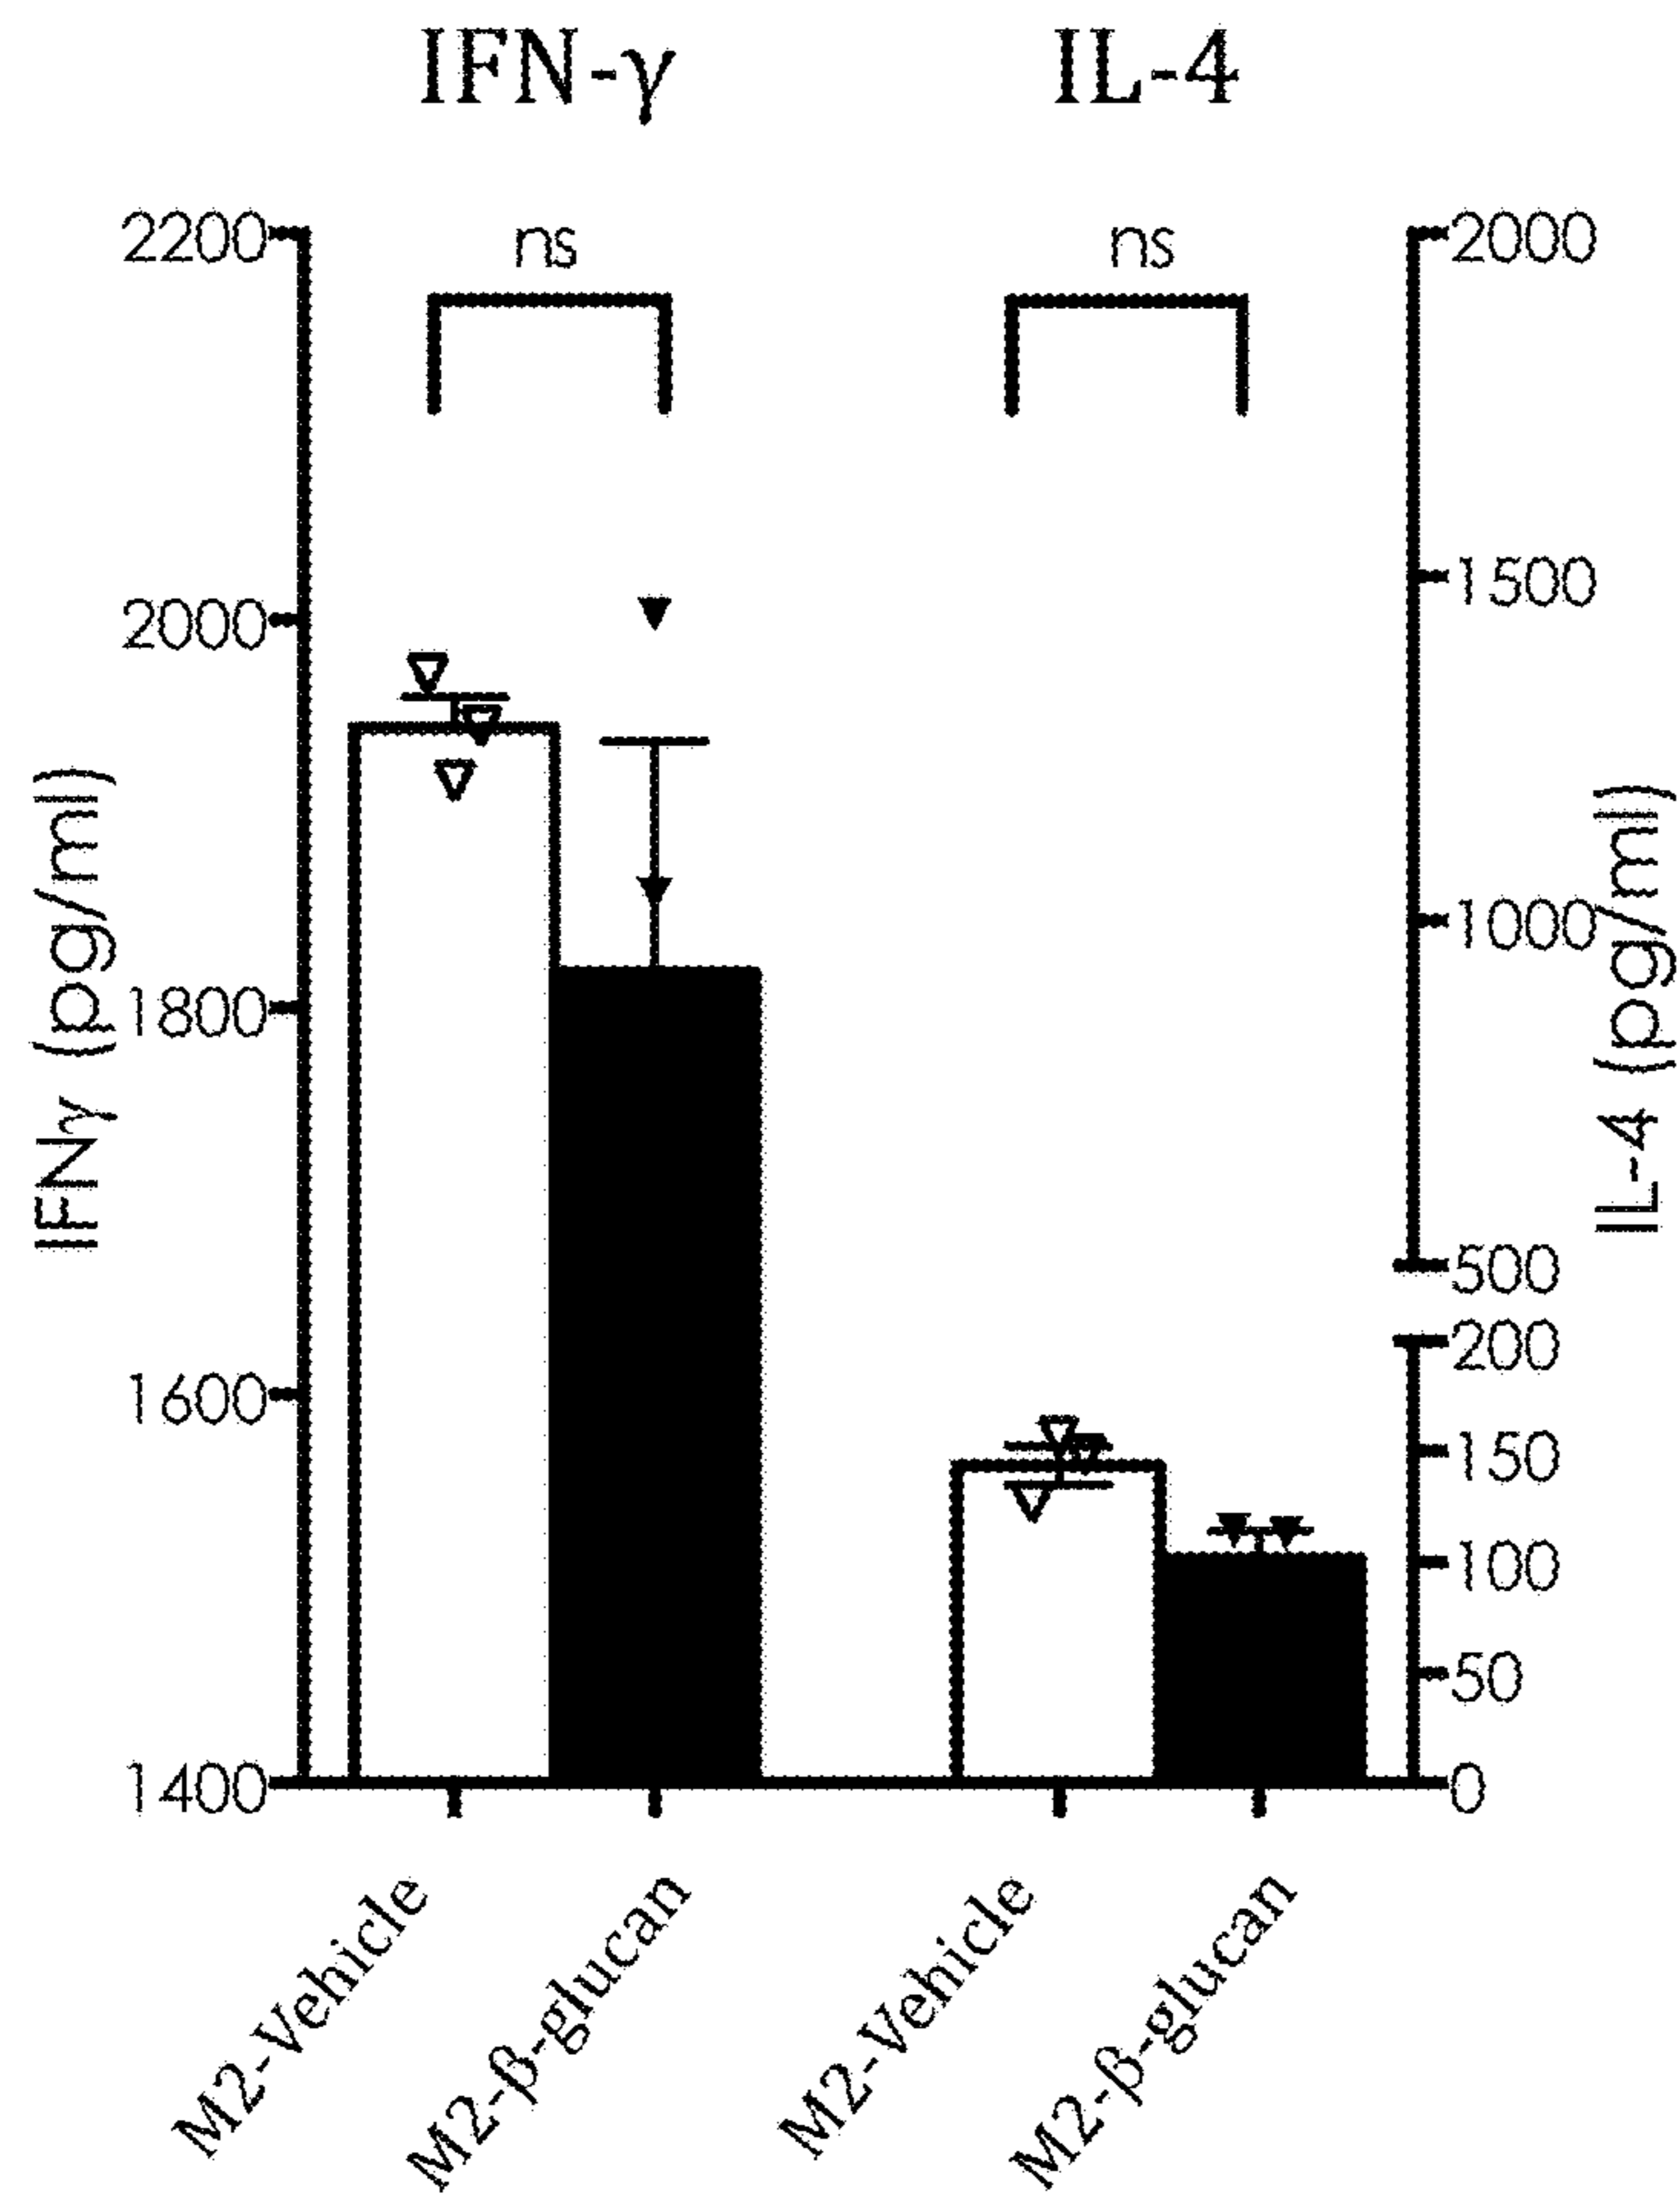 IFN-γ IL-4
ns ns
IFNγ (pg/ml)
2200
2000
1800
1600
1400
IL-4 (pg/ml)
2000
1500
1000
500
200
150
100
50
0
M2-Vehicle
M2-β-glucan
M2-Vehicle
M2-β-glucan